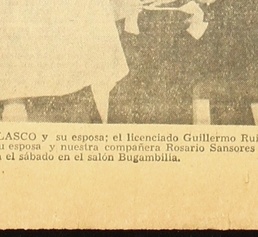 LASCO y su esposa; el licenciado Guillermo Rui
u esposa y nuestra compañera Rosario Sansores
el sábado en el salón Bugambilia.